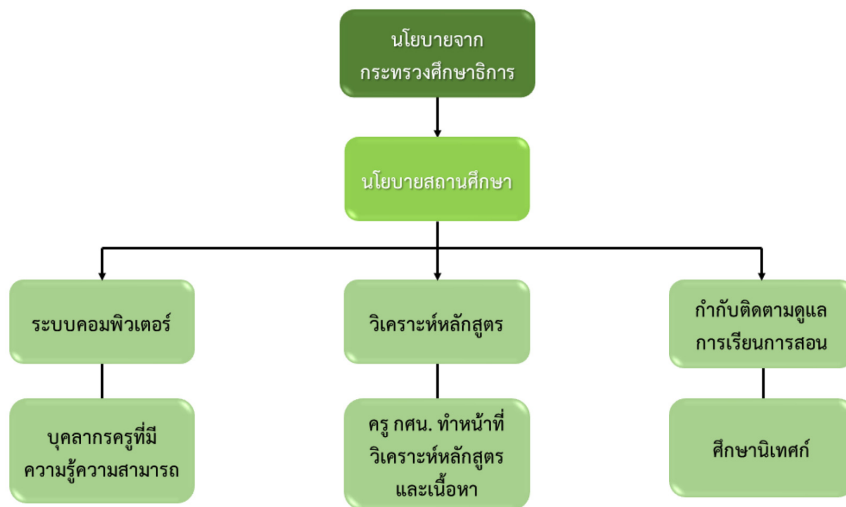 นโยบายจาก
กระทรวงศึกษาธิการ
นโยบายสถานศึกษา
ระบบคอมพิวเตอร์
วิเคราะห์หลักสูตร
กำกับติดตามดูแล
การเรียนการสอน
บุคลากรครูที่มี
ความรู้ความสามารถ
ครู กศน. ทำหน้าที่
วิเคราะห์หลักสูตร
และเนื้อหา
ศึกษานิเทศก์